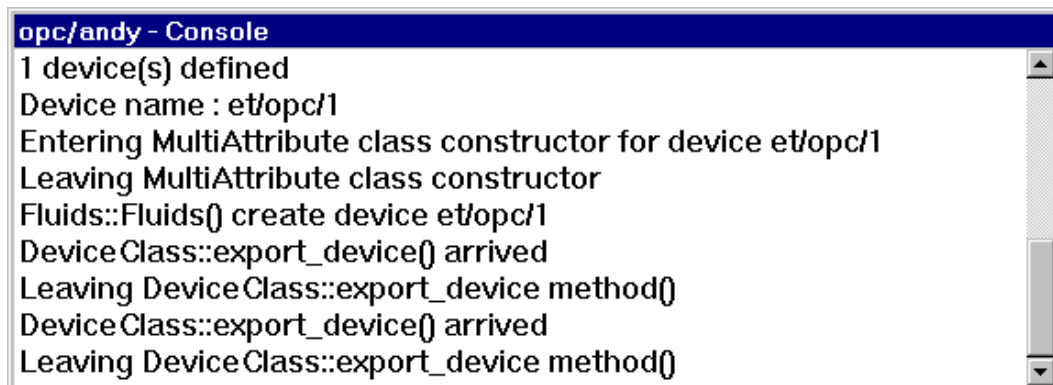 opc/andy - Console
1 device(s) defined
Device name : et/opc/1
Entering MultiAttribute class constructor for device et/opc/1
Leaving MultiAttribute class constructor
Fluids::Fluids() create device et/opc/1
DeviceClass::export_device() arrived
Leaving DeviceClass::export_device method()
DeviceClass::export_device() arrived
Leaving DeviceClass::export_device method()